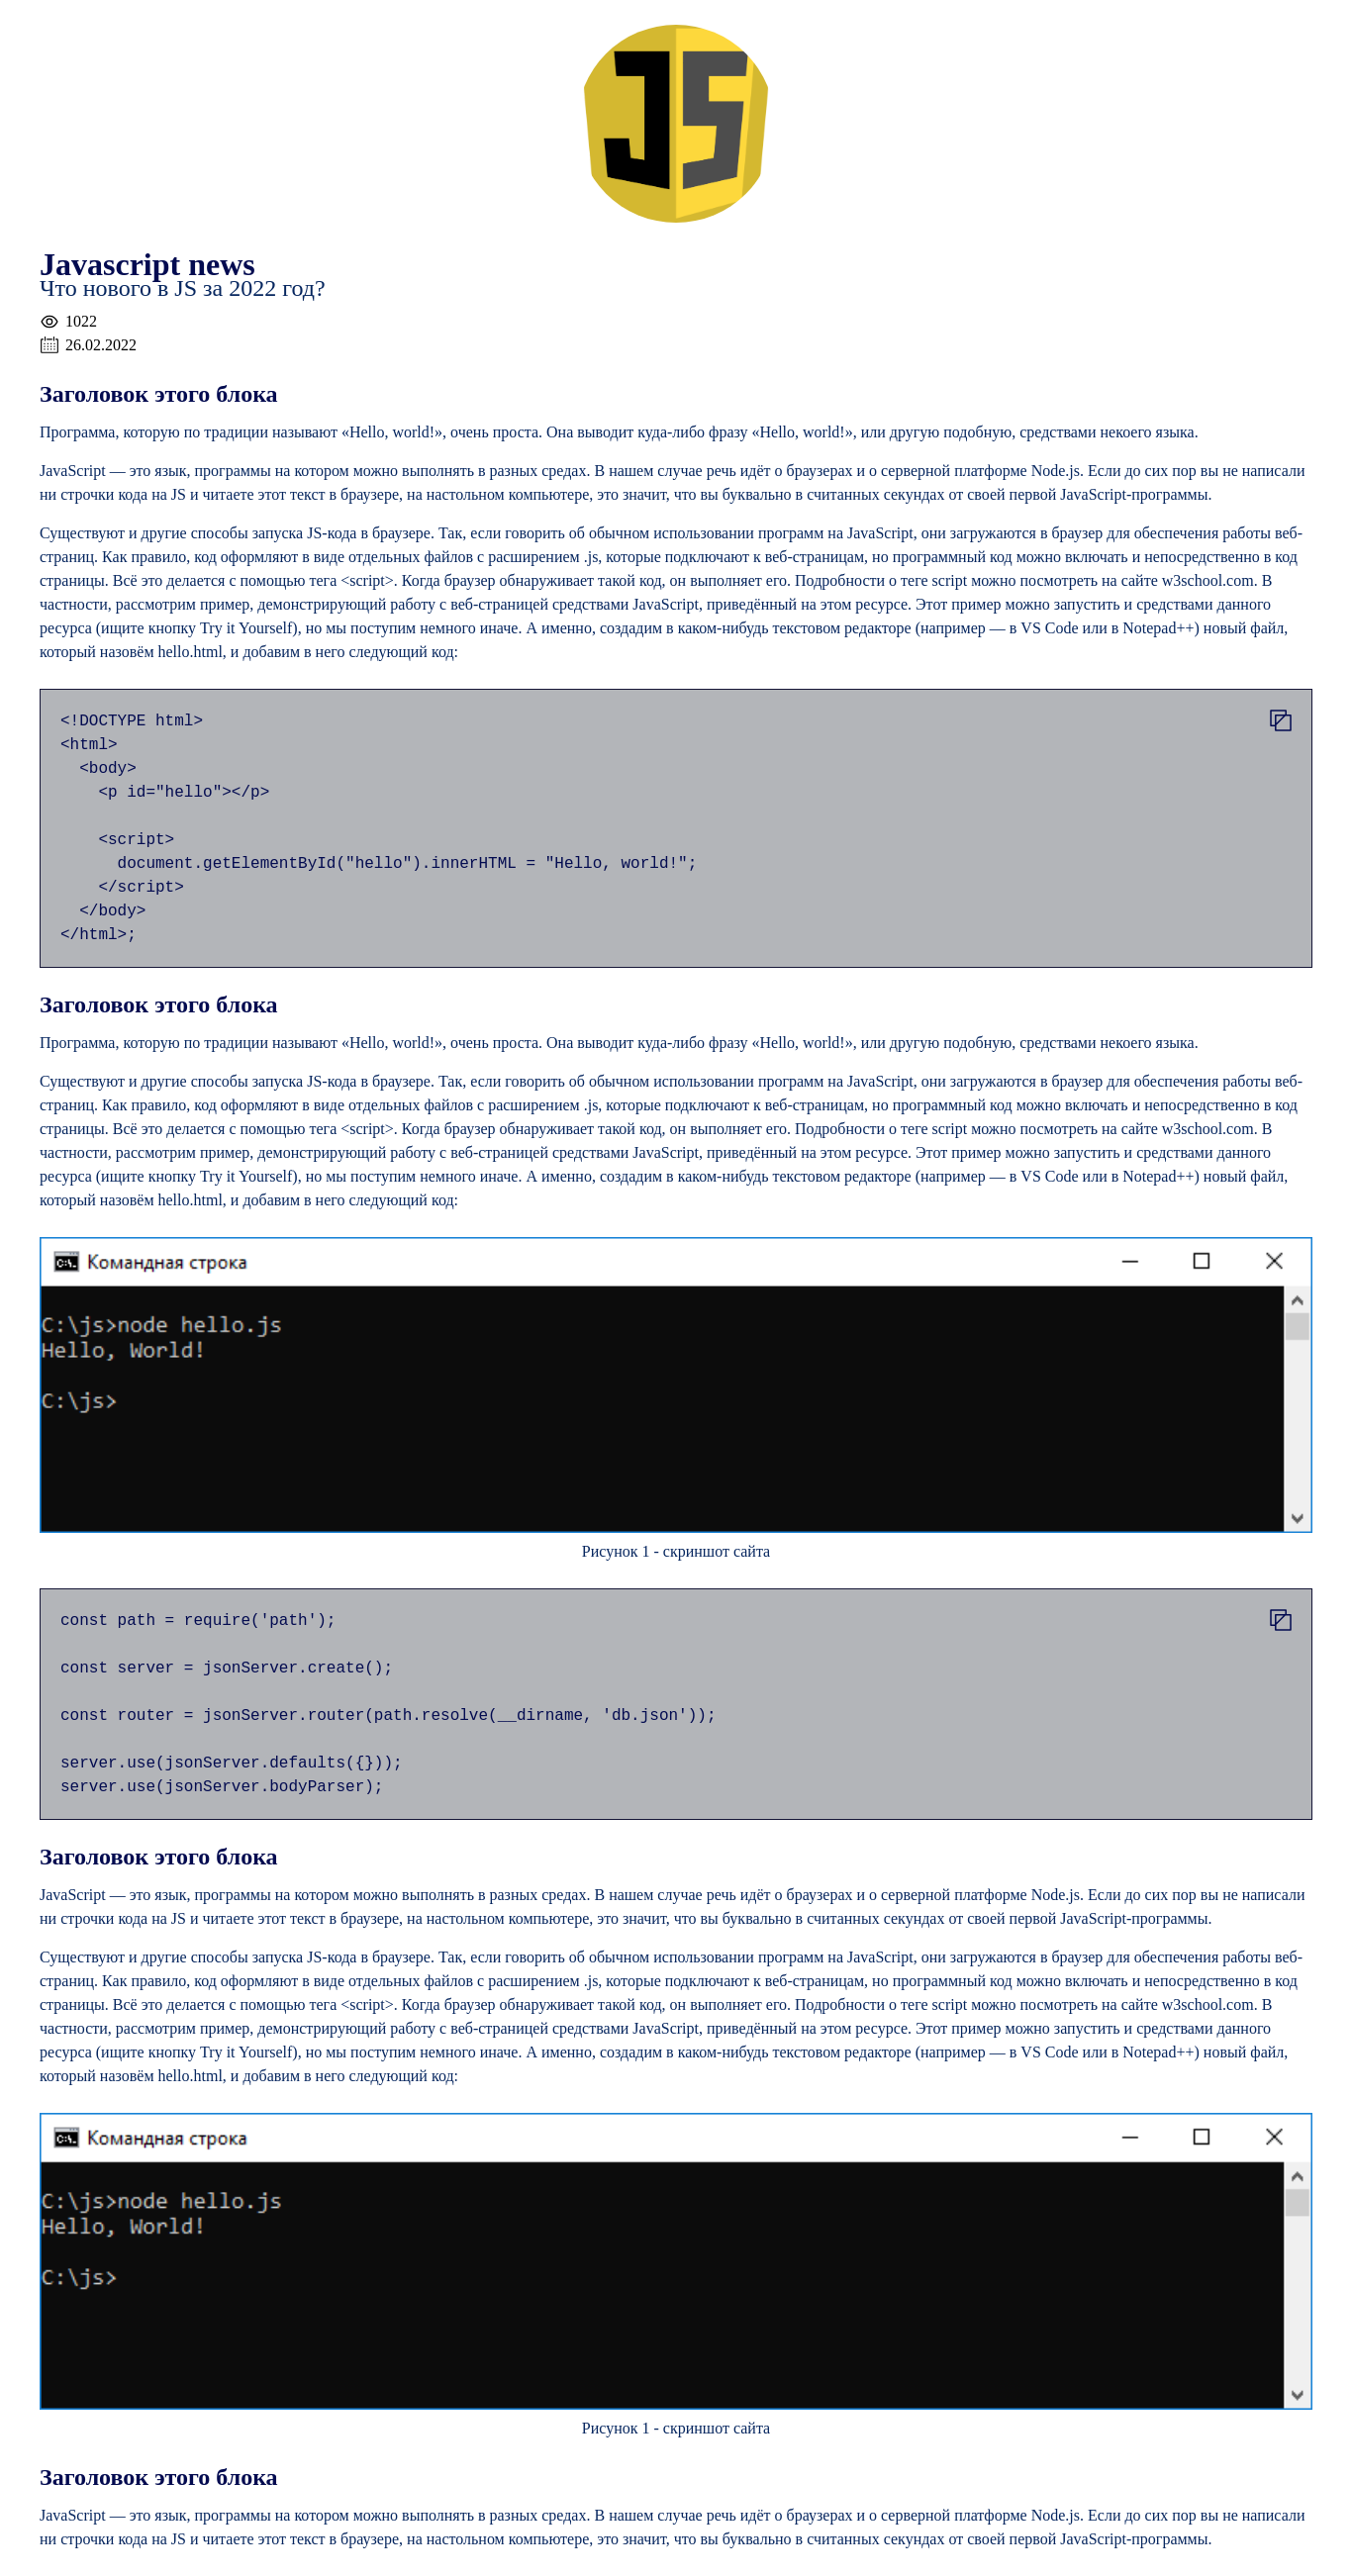 JS
Javascript news
Что нового в JS за 2022 год?
1022
26.02.2022
Заголовок этого блока
Программа, которую по традиции называют «Hello, world!», очень проста. Она выводит куда-либо фразу «Hello, world!», или другую подобную, средствами некоего языка.
JavaScript — это язык, программы на котором можно выполнять в разных средах. В нашем случае речь идёт о браузерах и о серверной платформе Node.js. Если до сих пор вы не написали
ни строчки кода на JS и читаете этот текст в браузере, на настольном компьютере, это значит, что вы буквально в считанных секундах от своей первой JavaScript-программы.
Существуют и другие способы запуска JS-кода в браузере. Так, если говорить об обычном использовании программ на JavaScript, они загружаются в браузер для обеспечения работы веб-
страниц. Как правило, код оформляют в виде отдельных файлов с расширением .js, которые подключают к веб-страницам, но программный код можно включать и непосредственно в код
страницы. Всё это делается с помощью тега <script>. Когда браузер обнаруживает такой код, он выполняет его. Подробности о теге script можно посмотреть на сайте w3school.com. В
частности, рассмотрим пример, демонстрирующий работу с веб-страницей средствами JavaScript, приведённый на этом ресурсе. Этот пример можно запустить и средствами данного
ресурса (ищите кнопку Try it Yourself), но мы поступим немного иначе. А именно, создадим в каком-нибудь текстовом редакторе (например — в VS Code или в Notepad++) новый файл,
который назовём hello.html, и добавим в него следующий код:
<!DOCTYPE html>
<html>
  <body>
    <p id="hello"></p>
    <script>
      document.getElementById("hello").innerHTML = "Hello, world!";
    </script>
  </body>
</html>;
Заголовок этого блока
Программа, которую по традиции называют «Hello, world!», очень проста. Она выводит куда-либо фразу «Hello, world!», или другую подобную, средствами некоего языка.
Существуют и другие способы запуска JS-кода в браузере. Так, если говорить об обычном использовании программ на JavaScript, они загружаются в браузер для обеспечения работы веб-
страниц. Как правило, код оформляют в виде отдельных файлов с расширением .js, которые подключают к веб-страницам, но программный код можно включать и непосредственно в код
страницы. Всё это делается с помощью тега <script>. Когда браузер обнаруживает такой код, он выполняет его. Подробности о теге script можно посмотреть на сайте w3school.com. В
частности, рассмотрим пример, демонстрирующий работу с веб-страницей средствами JavaScript, приведённый на этом ресурсе. Этот пример можно запустить и средствами данного
ресурса (ищите кнопку Try it Yourself), но мы поступим немного иначе. А именно, создадим в каком-нибудь текстовом редакторе (например — в VS Code или в Notepad++) новый файл,
который назовём hello.html, и добавим в него следующий код:
Командная строка
C:\js>node hello.js
Hello, World!
C:\js>
Рисунок 1 - скриншот сайта
const path = require('path');
const server = jsonServer.create();
const router = jsonServer.router(path.resolve(__dirname, 'db.json'));
server.use(jsonServer.defaults({}));
server.use(jsonServer.bodyParser);
Заголовок этого блока
JavaScript — это язык, программы на котором можно выполнять в разных средах. В нашем случае речь идёт о браузерах и о серверной платформе Node.js. Если до сих пор вы не написали
ни строчки кода на JS и читаете этот текст в браузере, на настольном компьютере, это значит, что вы буквально в считанных секундах от своей первой JavaScript-программы.
Существуют и другие способы запуска JS-кода в браузере. Так, если говорить об обычном использовании программ на JavaScript, они загружаются в браузер для обеспечения работы веб-
страниц. Как правило, код оформляют в виде отдельных файлов с расширением .js, которые подключают к веб-страницам, но программный код можно включать и непосредственно в код
страницы. Всё это делается с помощью тега <script>. Когда браузер обнаруживает такой код, он выполняет его. Подробности о теге script можно посмотреть на сайте w3school.com. В
частности, рассмотрим пример, демонстрирующий работу с веб-страницей средствами JavaScript, приведённый на этом ресурсе. Этот пример можно запустить и средствами данного
ресурса (ищите кнопку Try it Yourself), но мы поступим немного иначе. А именно, создадим в каком-нибудь текстовом редакторе (например — в VS Code или в Notepad++) новый файл,
который назовём hello.html, и добавим в него следующий код:
Командная строка
C:\js>node hello.js
Hello, World!
C:\js>
Рисунок 1 - скриншот сайта
Заголовок этого блока
JavaScript — это язык, программы на котором можно выполнять в разных средах. В нашем случае речь идёт о браузерах и о серверной платформе Node.js. Если до сих пор вы не написали
ни строчки кода на JS и читаете этот текст в браузере, на настольном компьютере, это значит, что вы буквально в считанных секундах от своей первой JavaScript-программы.